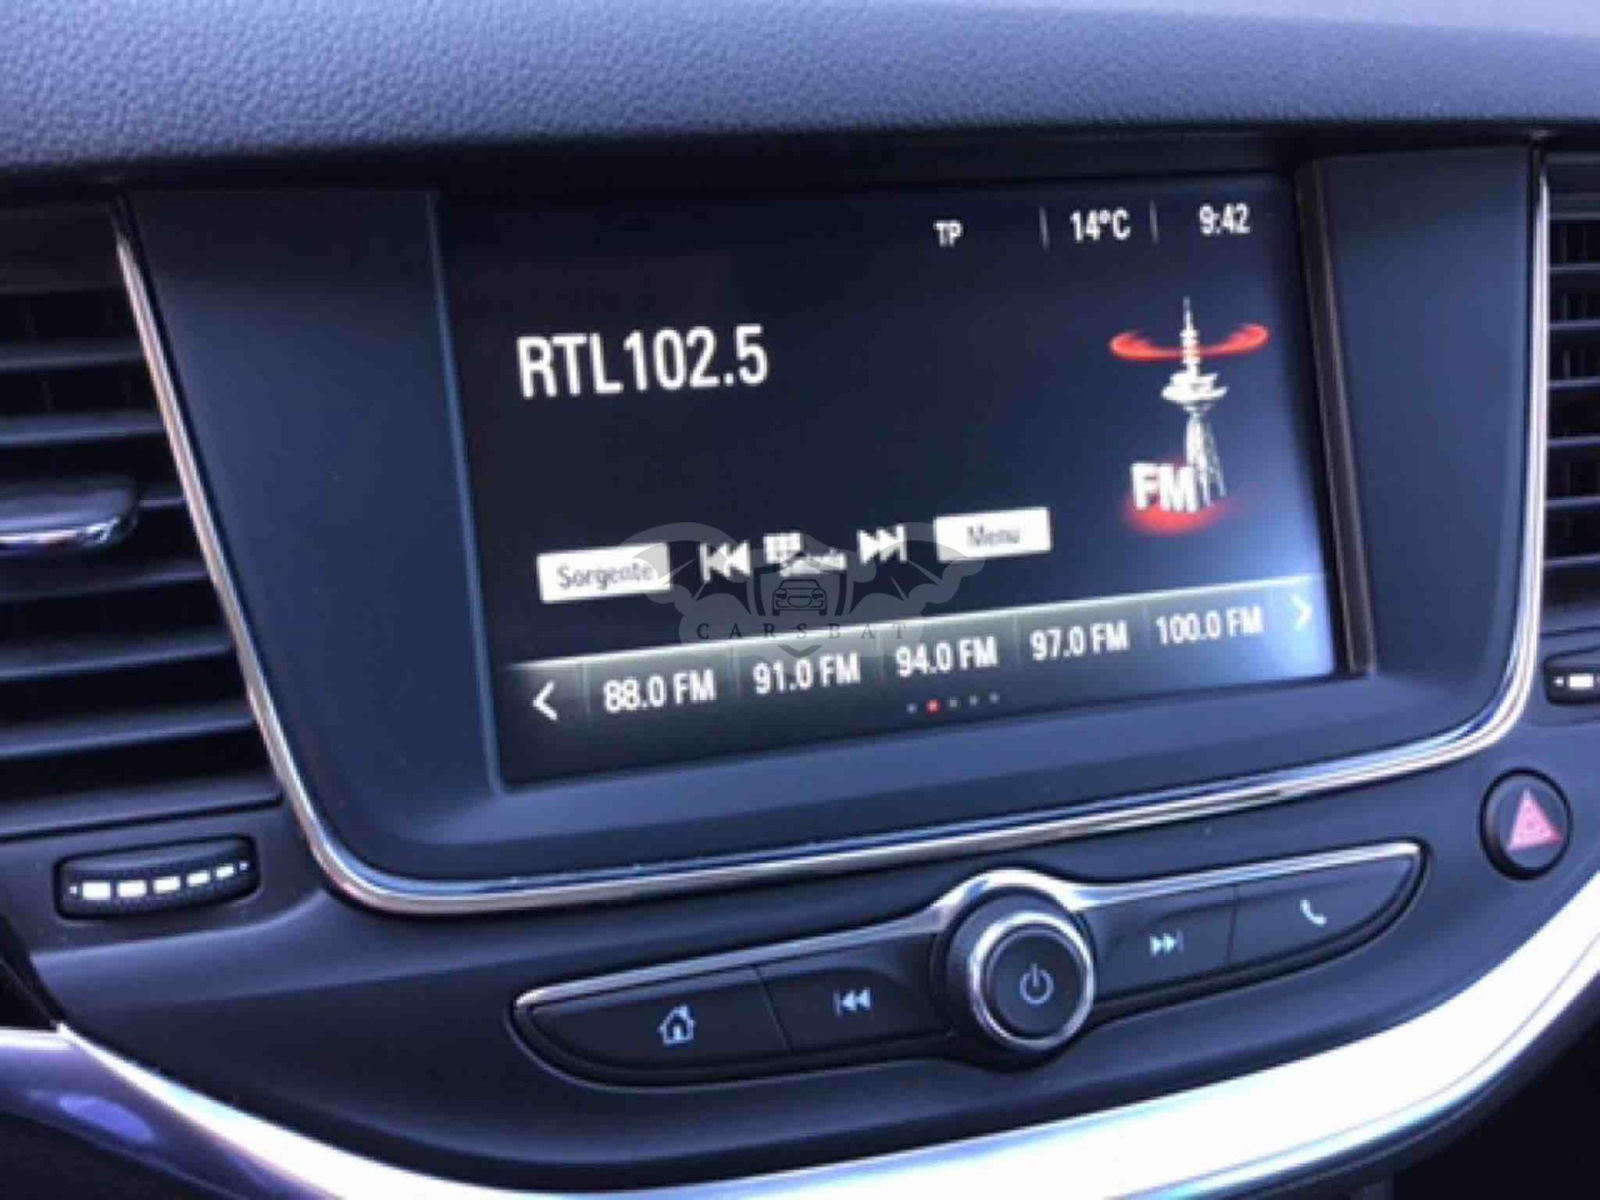 TP | 14°C | 9:42
RTL102.5
FM
Sorgente
Menu
CARSBAT
88.0 FM 91.0 FM 94.0 FM 97.0 FM 100.0 FM